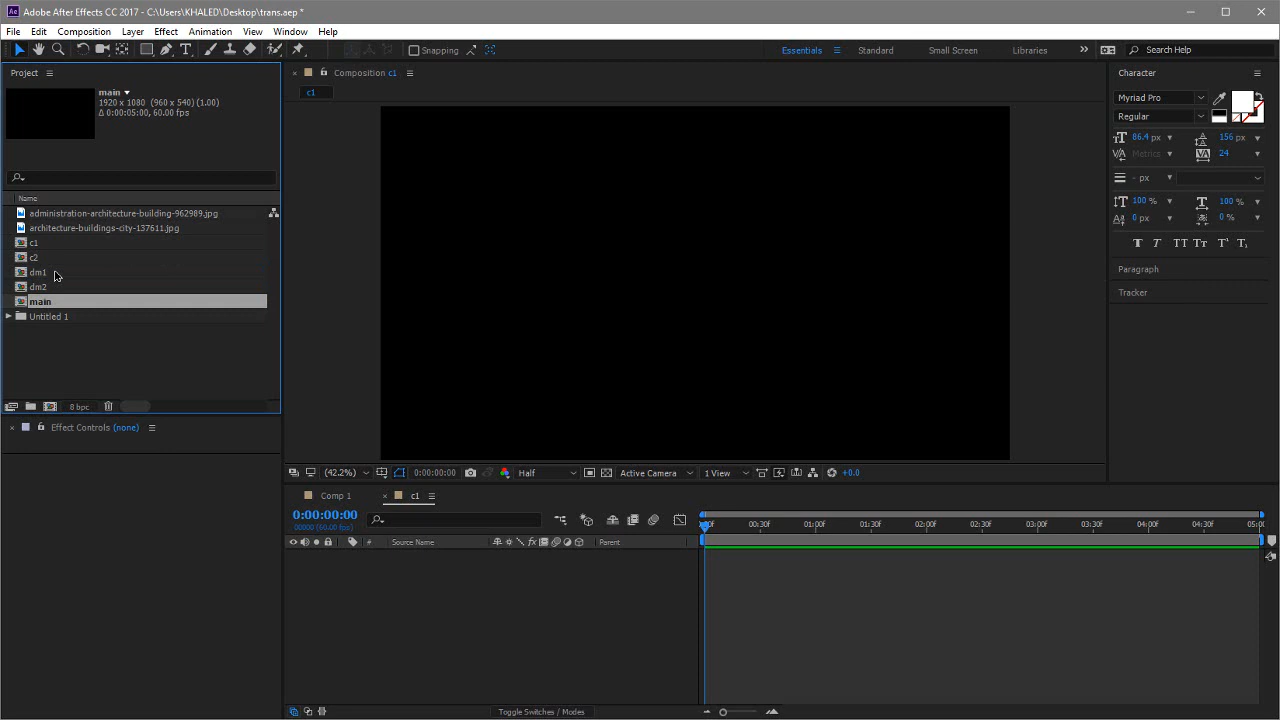 Adobe After Effects CC 2017 - C:\Users\KHALED\Desktop\trans.aep *
File Edit Composition Layer Effect Animation View Window Help
Snapping Essentials Standard Small Screen Libraries Search Help
Project
main
1920 x 1080 (960 x 540) (1.00)
Δ 0:00:05:00, 60.00 fps
Name
administration-architecture-building-962989.jpg
architecture-buildings-city-137611.jpg
c1
c2
dm1
dm2
main
Untitled 1
8 bpc
Effect Controls (none)
Composition c1
c1
(42.2%) 0:00:00:00 Half Active Camera 1 View +0.0
Character
Myriad Pro
Regular
86.4 px 156 px
Metrics 24
- px
100 % 100 %
0 px 0 %
Paragraph
Tracker
Comp 1 c1
0:00:00:00
00000 (60.00 fps)
# Source Name Parent
00:30f 01:00f 01:30f 02:00f 02:30f 03:00f 03:30f 04:00f 04:30f 05:00
Toggle Switches / Modes